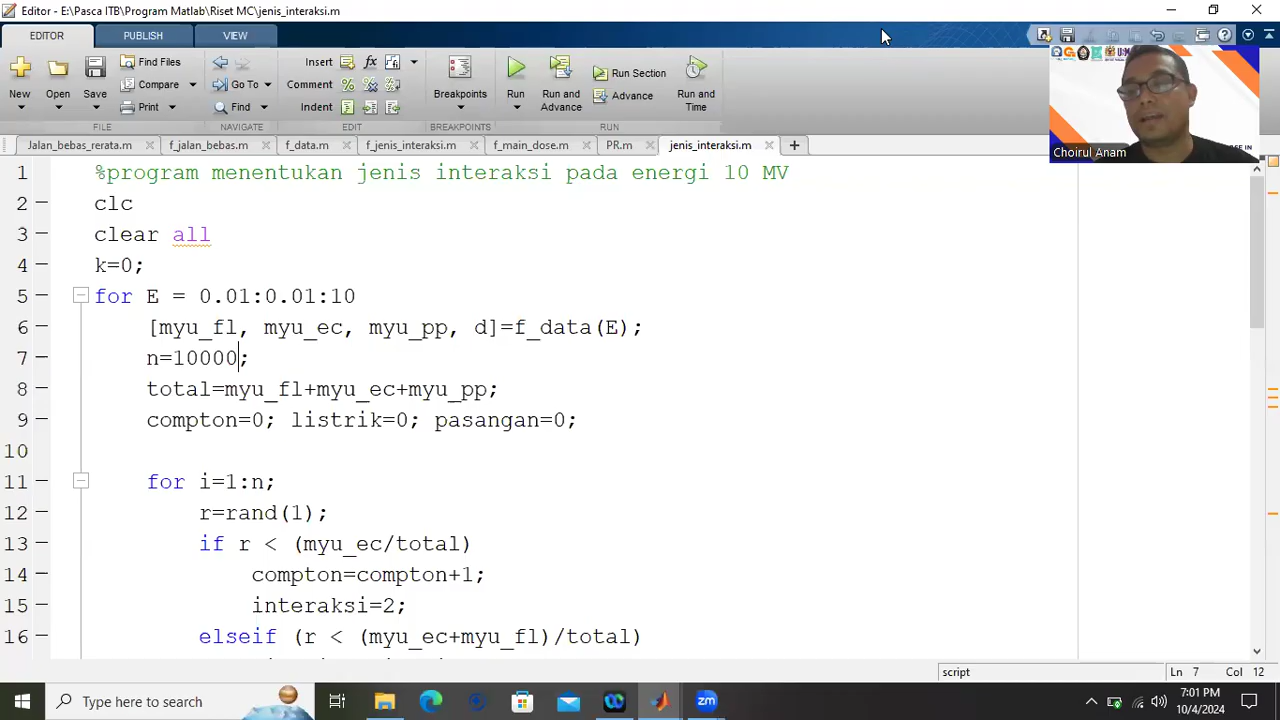 Editor - E:\Pasca ITB\Program Matlab\Riset MC\jenis_interaksi.m
EDITOR PUBLISH VIEW
New Open Save
Find Files
Compare
Print
FILE
Go To
Find
NAVIGATE
Insert
Comment
Indent
EDIT
Breakpoints
BREAKPOINTS
Run
Run and Advance
Run Section
Advance
Run and Time
RUN
Choirul Anam
Jalan_bebas_rerata.m f_jalan_bebas.m f_data.m f_jenis_interaksi.m f_main_dose.m PR.m jenis_interaksi.m
1 %program menentukan jenis interaksi pada energi 10 MV
2 clc
3 clear all
4 k=0;
5 for E = 0.01:0.01:10
6 [myu_fl, myu_ec, myu_pp, d]=f_data(E);
7 n=10000;
8 total=myu_fl+myu_ec+myu_pp;
9 compton=0; listrik=0; pasangan=0;
10
11 for i=1:n;
12 r=rand(1);
13 if r < (myu_ec/total)
14 compton=compton+1;
15 interaksi=2;
16 elseif (r < (myu_ec+myu_fl)/total)
script Ln 7 Col 12
Type here to search
zm
7:01 PM
10/4/2024